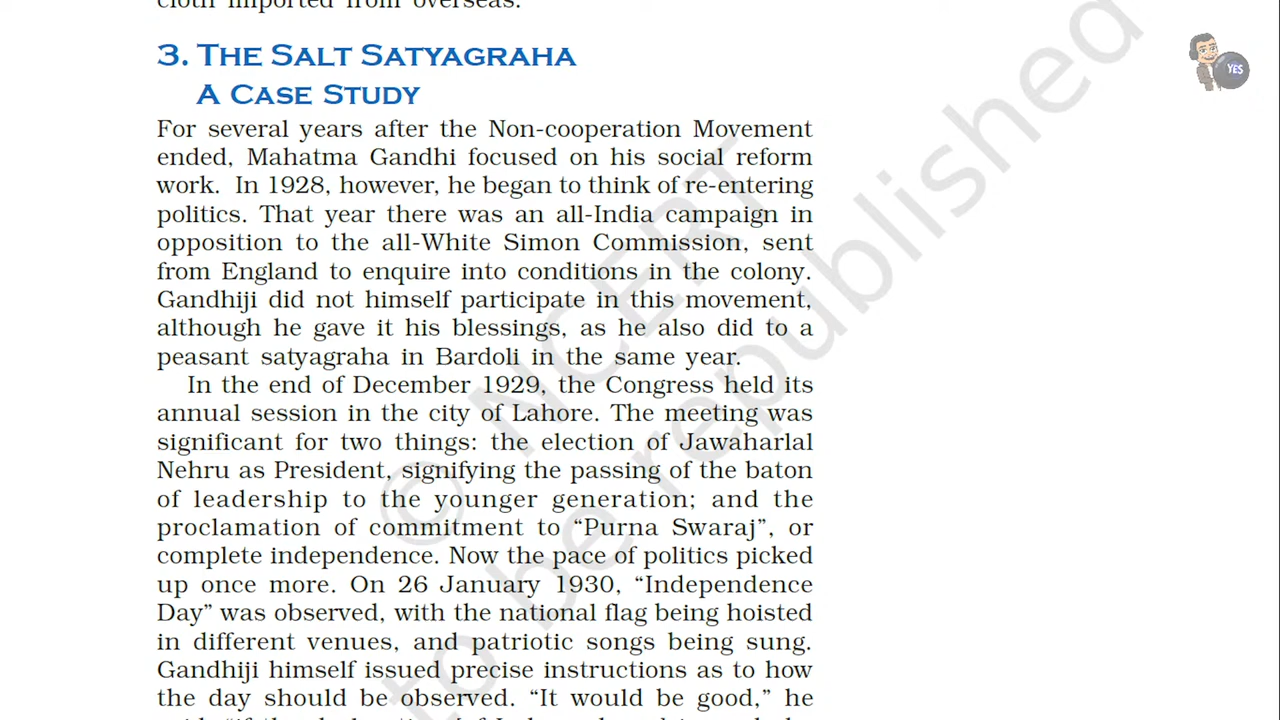 cloth imported from overseas.
3. THE SALT SATYAGRAHA
A CASE STUDY
YES
For several years after the Non-cooperation Movement
ended, Mahatma Gandhi focused on his social reform
work. In 1928, however, he began to think of re-entering
politics. That year there was an all-India campaign in
opposition to the all-White Simon Commission, sent
from England to enquire into conditions in the colony.
Gandhiji did not himself participate in this movement,
although he gave it his blessings, as he also did to a
peasant satyagraha in Bardoli in the same year.
In the end of December 1929, the Congress held its
annual session in the city of Lahore. The meeting was
significant for two things: the election of Jawaharlal
Nehru as President, signifying the passing of the baton
of leadership to the younger generation; and the
proclamation of commitment to “Purna Swaraj”, or
complete independence. Now the pace of politics picked
up once more. On 26 January 1930, “Independence
Day” was observed, with the national flag being hoisted
in different venues, and patriotic songs being sung.
Gandhiji himself issued precise instructions as to how
the day should be observed. “It would be good,” he
© NCERT
to be republished